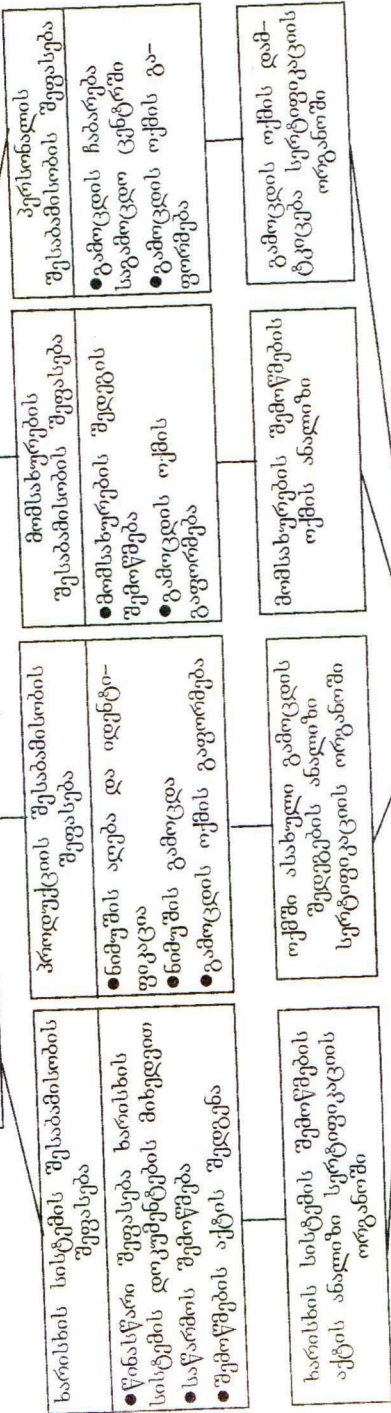 ხარისხის სისტემის შესაბამისობის
შეფასება
●წინასწარი შეფასება ხარისხის
სისტემის დოკუმენტების მიხედვით
●საწარმოს შემოწმება
●შემოწმების აქტის შედგენა
ხარისხის სისტემის შემოწმების
აქტის ანალიზი სერტიფიკაციის
ორგანოში
პროდუქციის შესაბამისობის
შეფასება
●ნიმუშის აღება და იდენტი-
ფიკაცია
●ნიმუშის გამოცდა
●გამოცდის ოქმის გაფორმება
ოქმში ასახული გამოცდის
შედეგების ანალიზი
სერტიფიკაციის ორგანოში
მომსახურების
შესაბამისობის შეფასება
●მომსახურების შედეგის
შემოწმება
●გამოცდის ოქმის
გაფორმება
მომსახურების შემოწმების
ოქმის ანალიზი
პერსონალის
შესაბამისობის შეფასება
●გამოცდის ჩაბარება
საგამოცდო ცენტრში
●გამოცდის ოქმის გა-
ფორმება
გამოცდის ოქმის დამ-
ტკიცება სერტიფიკაციის
ორგანოში